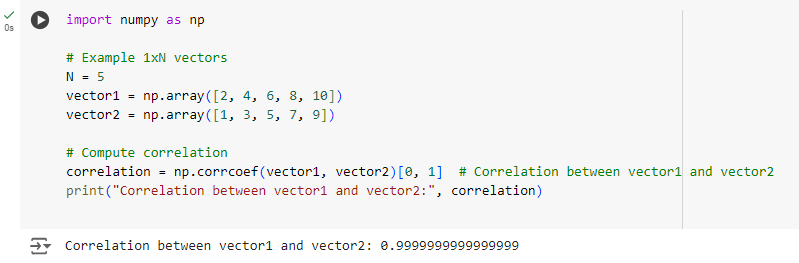 import numpy as np
# Example 1xN vectors
N = 5
vector1 = np.array([2, 4, 6, 8, 10])
vector2 = np.array([1, 3, 5, 7, 9])
# Compute correlation
correlation = np.corrcoef(vector1, vector2)[0, 1]  # Correlation between vector1 and vector2
print("Correlation between vector1 and vector2:", correlation)
0s
Correlation between vector1 and vector2: 0.9999999999999999